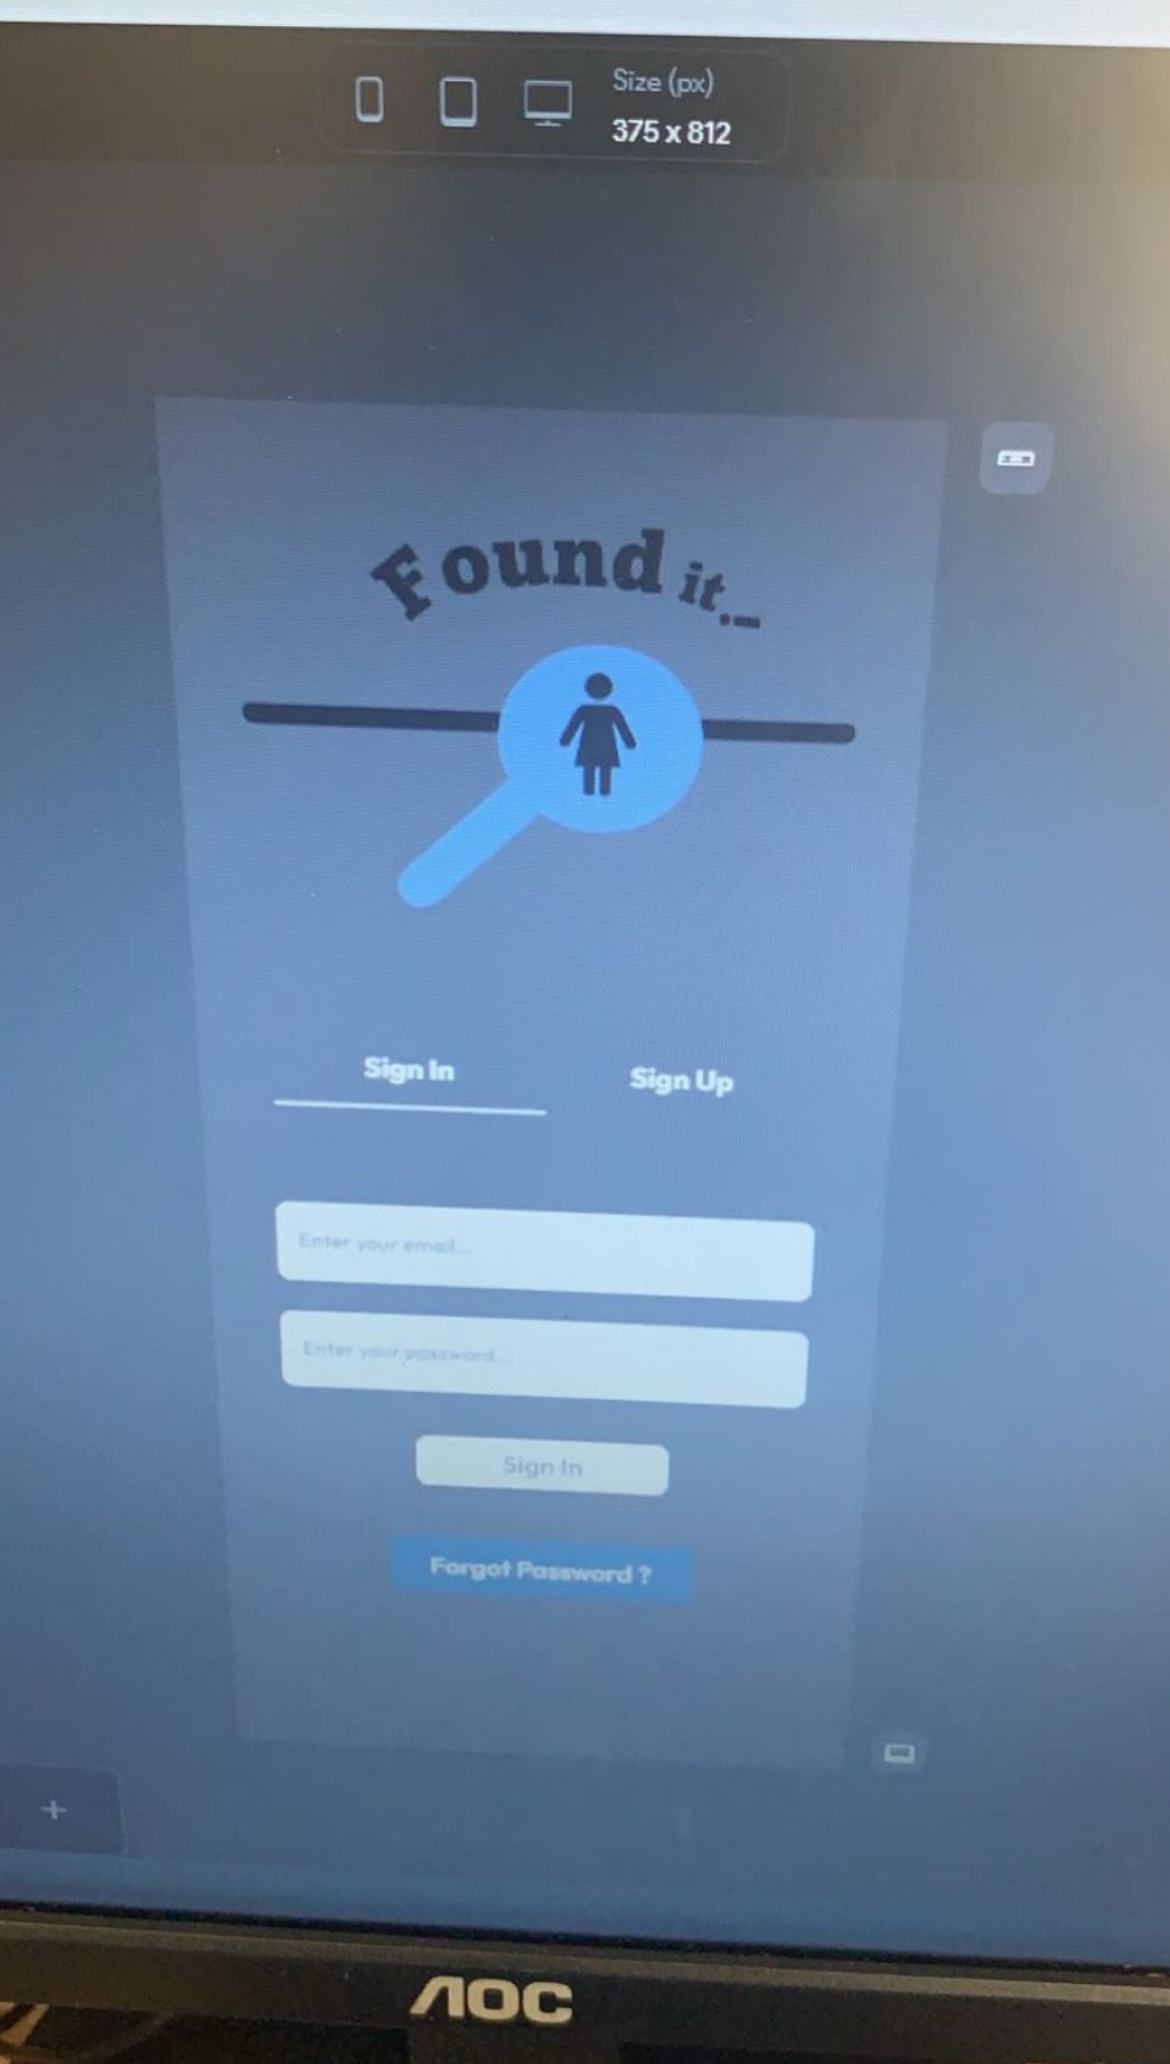 Size (px)
375 x 812
Found it...
Sign In
Sign Up
Enter your email...
Enter your password...
Sign In
Forgot Password ?
AOC